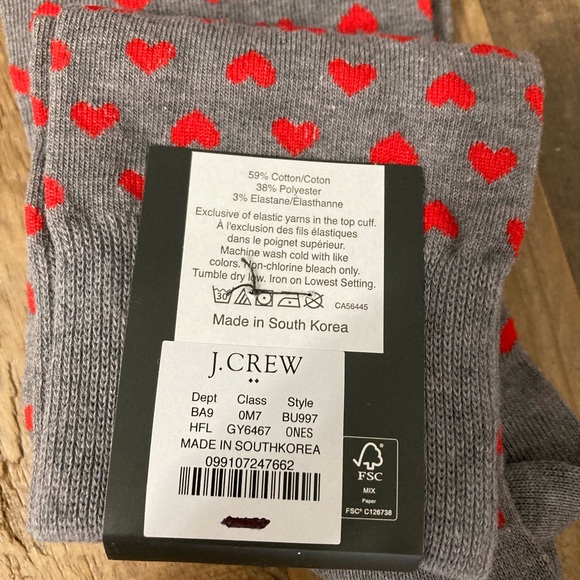 59% Cotton/Coton
38% Polyester
3% Elastane/Élasthanne
Exclusive of elastic yarns in the top cuff.
À l'exclusion des fils élastiques
dans le poignet supérieur.
Machine wash cold with like
colors. Non-chlorine bleach only.
Tumble dry low. Iron on Lowest Setting.
30
CA56445
Made in South Korea
J.CREW
Dept Class Style
BA9 0M7 BU997
HFL GY6467 ONES
MADE IN SOUTHKOREA
099107247662
FSC
MIX
Paper
FSC® C126738